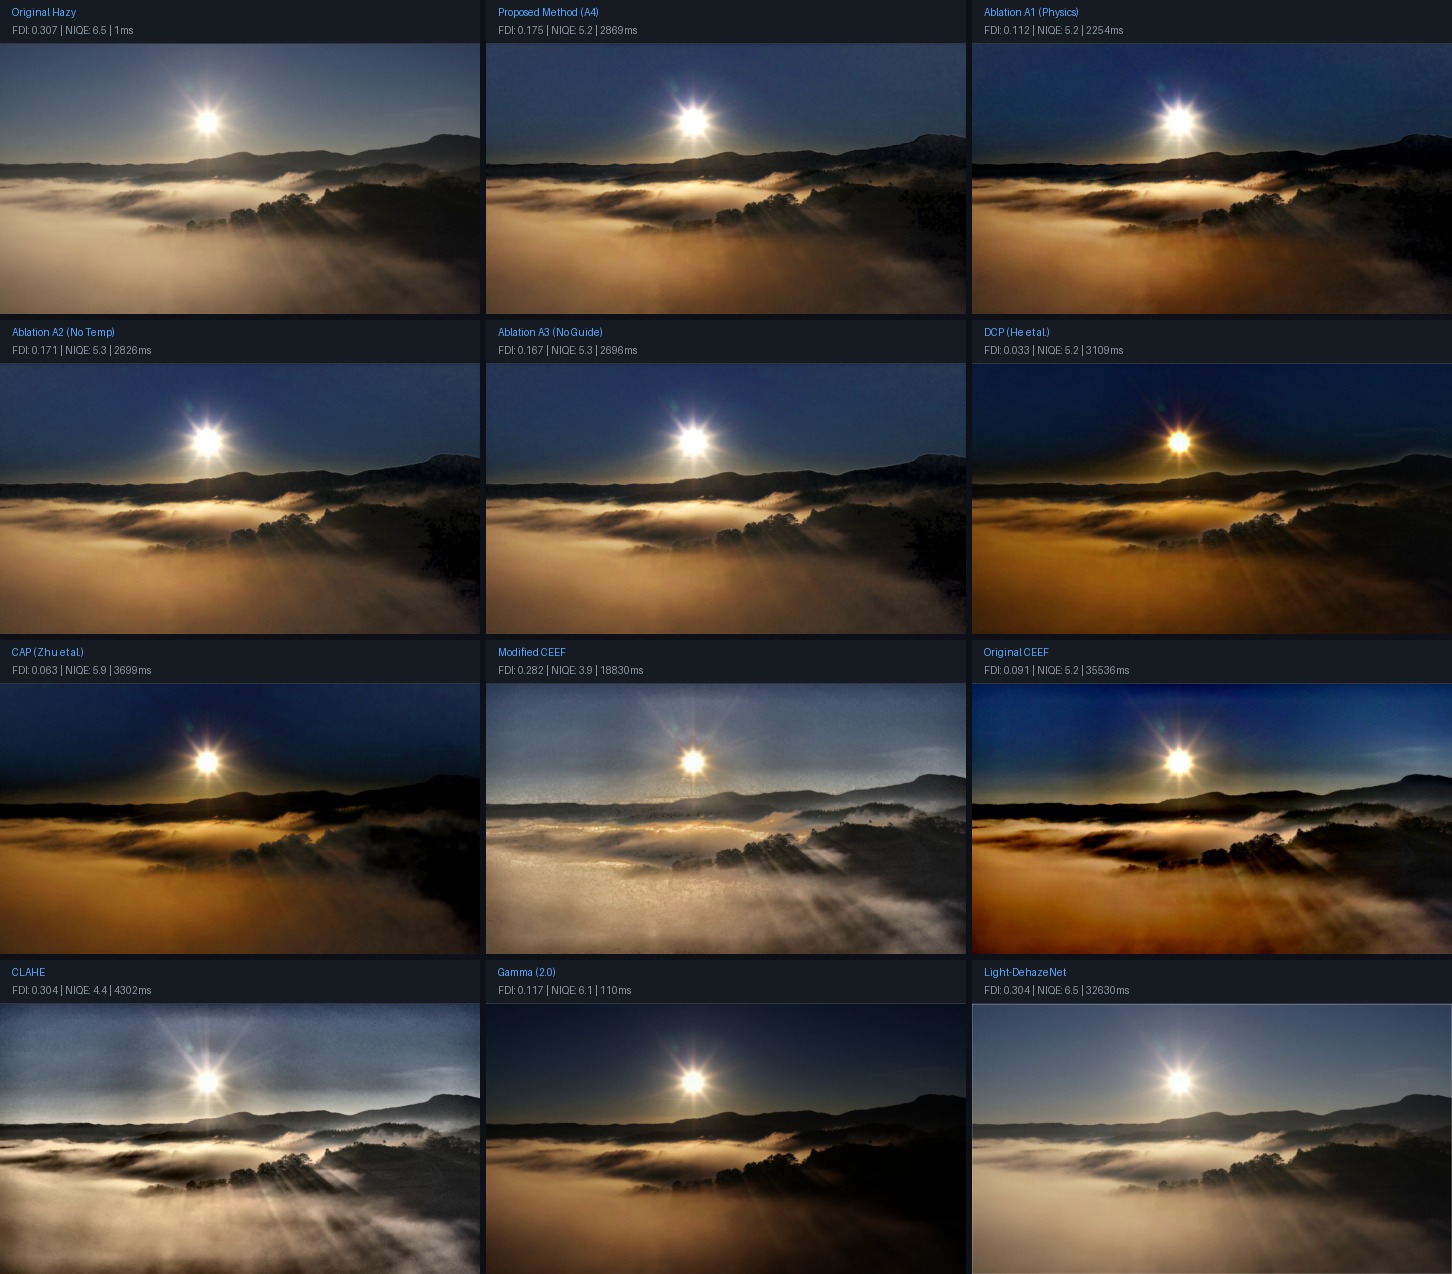 Original Hazy
FDI: 0.307 | NIQE: 6.5 | 1ms
Proposed Method (A4)
FDI: 0.175 | NIQE: 5.2 | 2869ms
Ablation A1 (Physics)
FDI: 0.112 | NIQE: 5.2 | 2254ms
Ablation A2 (No Temp)
FDI: 0.171 | NIQE: 5.3 | 2826ms
Ablation A3 (No Guide)
FDI: 0.167 | NIQE: 5.3 | 2696ms
DCP (He et al.)
FDI: 0.033 | NIQE: 5.2 | 3109ms
CAP (Zhu et al.)
FDI: 0.063 | NIQE: 5.9 | 3699ms
Modified CEEF
FDI: 0.282 | NIQE: 3.9 | 18830ms
Original CEEF
FDI: 0.091 | NIQE: 5.2 | 35536ms
CLAHE
FDI: 0.304 | NIQE: 4.4 | 4302ms
Gamma (2.0)
FDI: 0.117 | NIQE: 6.1 | 110ms
Light-DehazeNet
FDI: 0.304 | NIQE: 6.5 | 32630ms